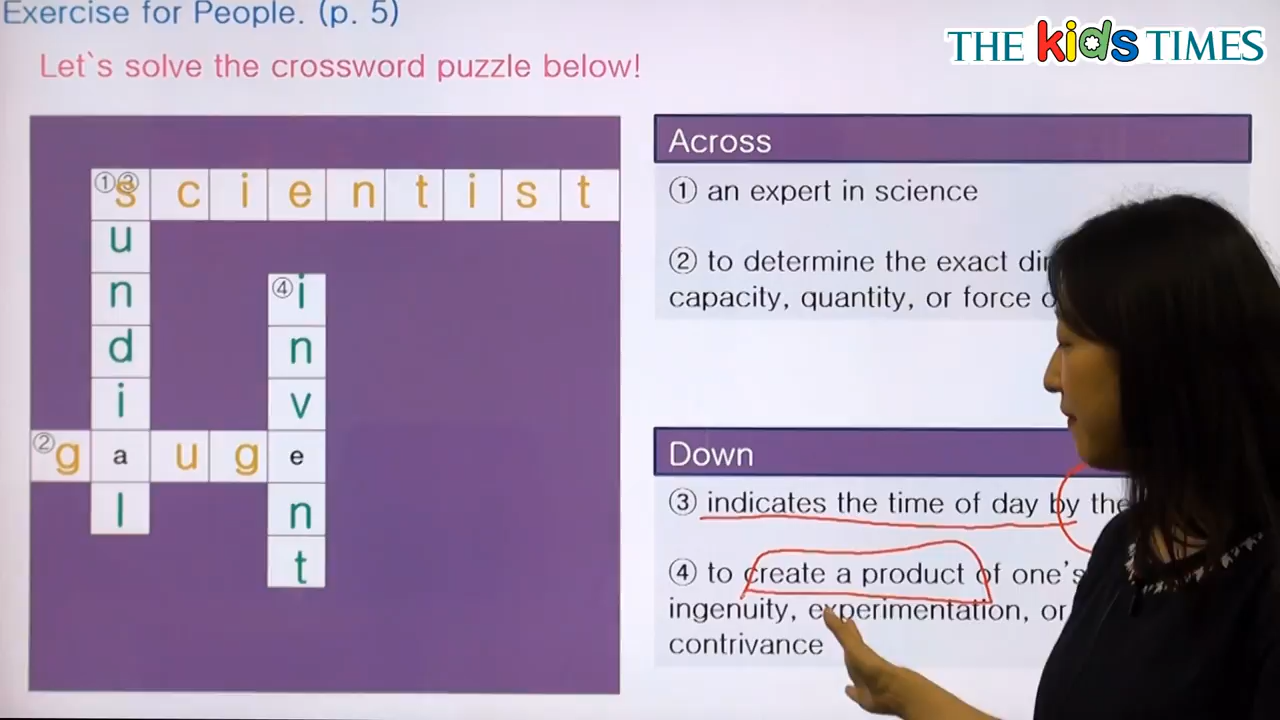 Exercise for People. (p. 5)
THE kids TIMES
Let`s solve the crossword puzzle below!
①③ s c i e n t i s t
u
n ④ i
d n
i v
② g a u g e
l n
t
Across
① an expert in science
② to determine the exact
capacity, quantity, or force
Down
③ indicates the time of day by the
④ to create a product of one's
ingenuity, experimentation, or
contrivance